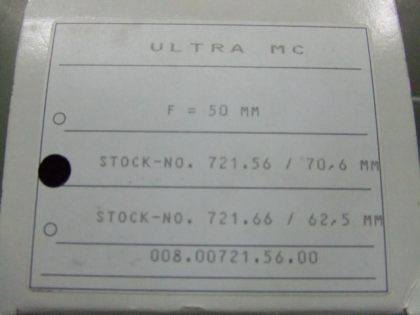 ULTRA MC
F = 50 MM
STOCK-NO. 721.56 / 70,6 MM
STOCK-NO. 721.66 / 62,5 MM
008.00721.56.00